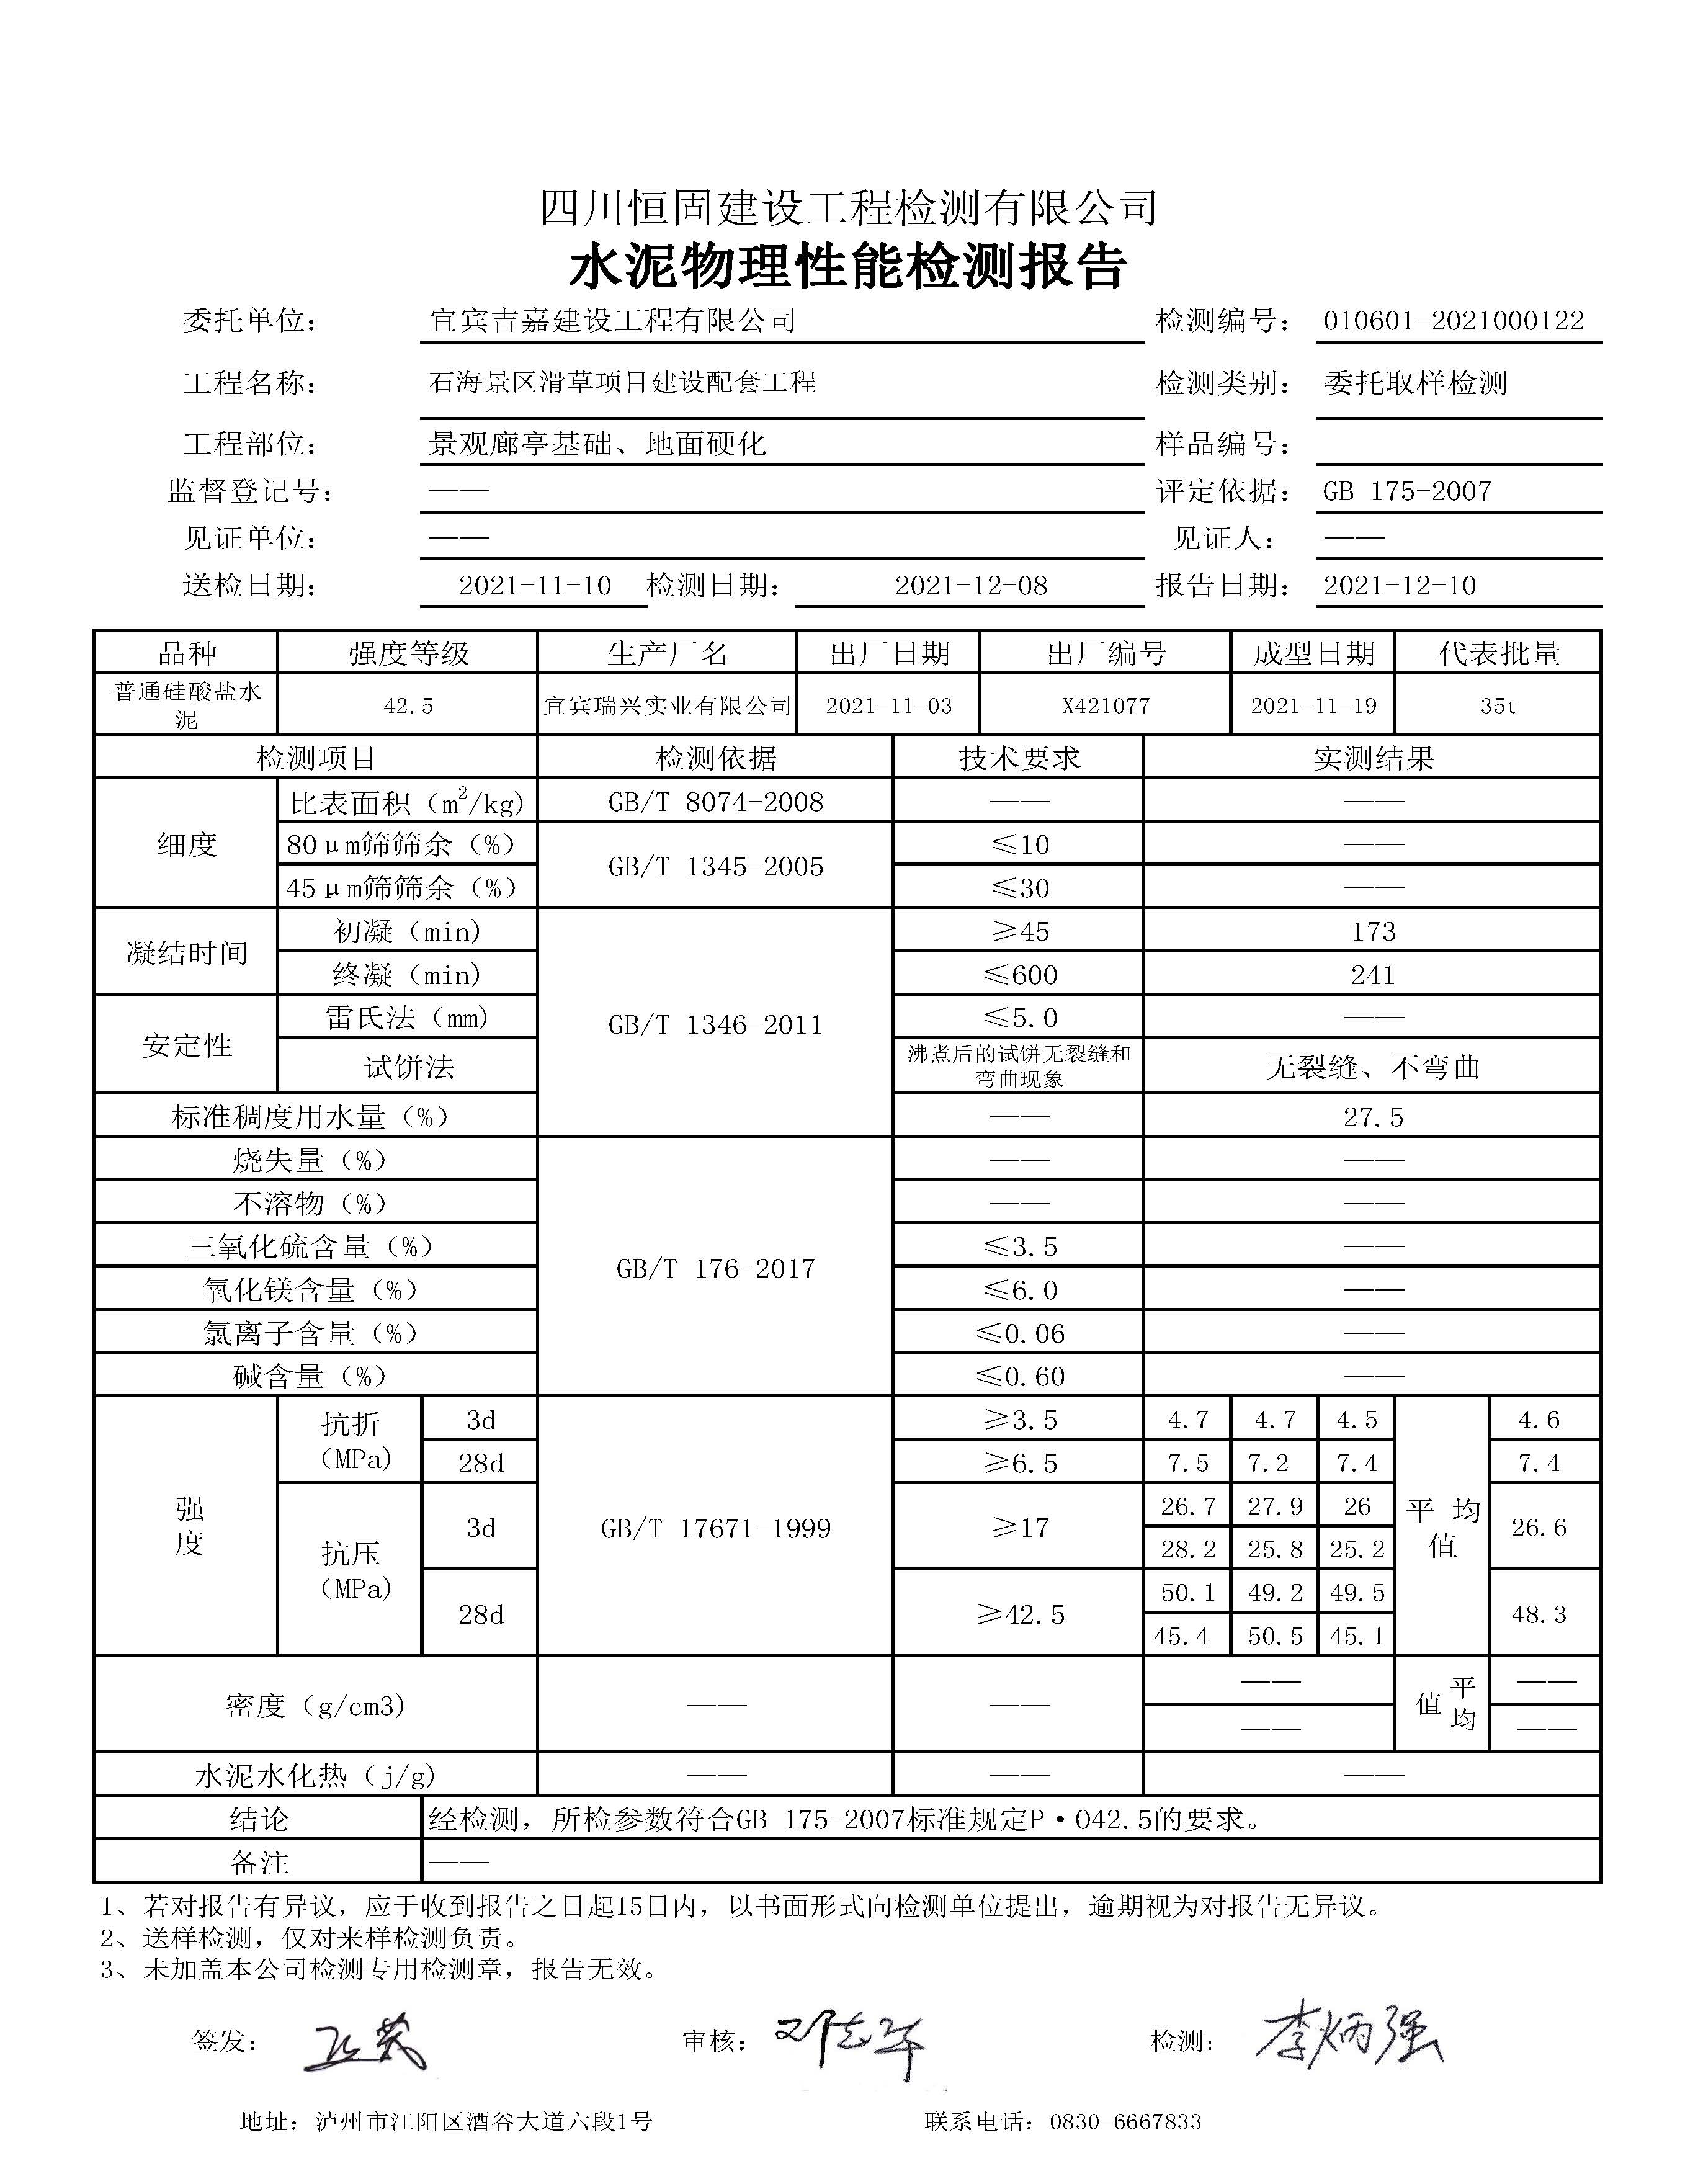 四川恒固建设工程检测有限公司
水泥物理性能检测报告
委托单位： 宜宾吉嘉建设工程有限公司 检测编号： 010601-2021000122
工程名称： 石海景区滑草项目建设配套工程 检测类别： 委托取样检测
工程部位： 景观廊亭基础、地面硬化 样品编号：
监督登记号： —— 评定依据： GB 175-2007
见证单位： —— 见证人： ——
送检日期： 2021-11-10 检测日期： 2021-12-08 报告日期： 2021-12-10
品种 强度等级 生产厂名 出厂日期 出厂编号 成型日期 代表批量
普通硅酸盐水
泥 42.5 宜宾瑞兴实业有限公司 2021-11-03 X421077 2021-11-19 35t
检测项目 检测依据 技术要求 实测结果
细度 比表面积（m²/kg） GB/T 8074-2008 —— ——
80μm筛筛余（%） GB/T 1345-2005 ≤10 ——
45μm筛筛余（%） ≤30 ——
凝结时间 初凝（min） GB/T 1346-2011 ≥45 173
终凝（min） ≤600 241
安定性 雷氏法（mm） ≤5.0 ——
试饼法 沸煮后的试饼无裂缝和
弯曲现象 无裂缝、不弯曲
标准稠度用水量（%） —— 27.5
烧失量（%） GB/T 176-2017 —— ——
不溶物（%） —— ——
三氧化硫含量（%） ≤3.5 ——
氧化镁含量（%） ≤6.0 ——
氯离子含量（%） ≤0.06 ——
碱含量（%） ≤0.60 ——
强
度 抗折
（MPa） 3d GB/T 17671-1999 ≥3.5 4.7 4.7 4.5 平 均
值 4.6
28d ≥6.5 7.5 7.2 7.4 7.4
抗压
（MPa） 3d ≥17 26.7 27.9 26 26.6
28.2 25.8 25.2
28d ≥42.5 50.1 49.2 49.5 48.3
45.4 50.5 45.1
密度（g/cm3） —— —— —— 平
均
值 ——
—— ——
水泥水化热（j/g） —— —— ——
结论 经检测，所检参数符合GB 175-2007标准规定P·O42.5的要求。
备注 ——
1、若对报告有异议，应于收到报告之日起15日内，以书面形式向检测单位提出，逾期视为对报告无异议。
2、送样检测，仅对来样检测负责。
3、未加盖本公司检测专用检测章，报告无效。
签发： 审核： 邓志华 检测： 李炳强
地址：泸州市江阳区酒谷大道六段1号 联系电话：0830-6667833